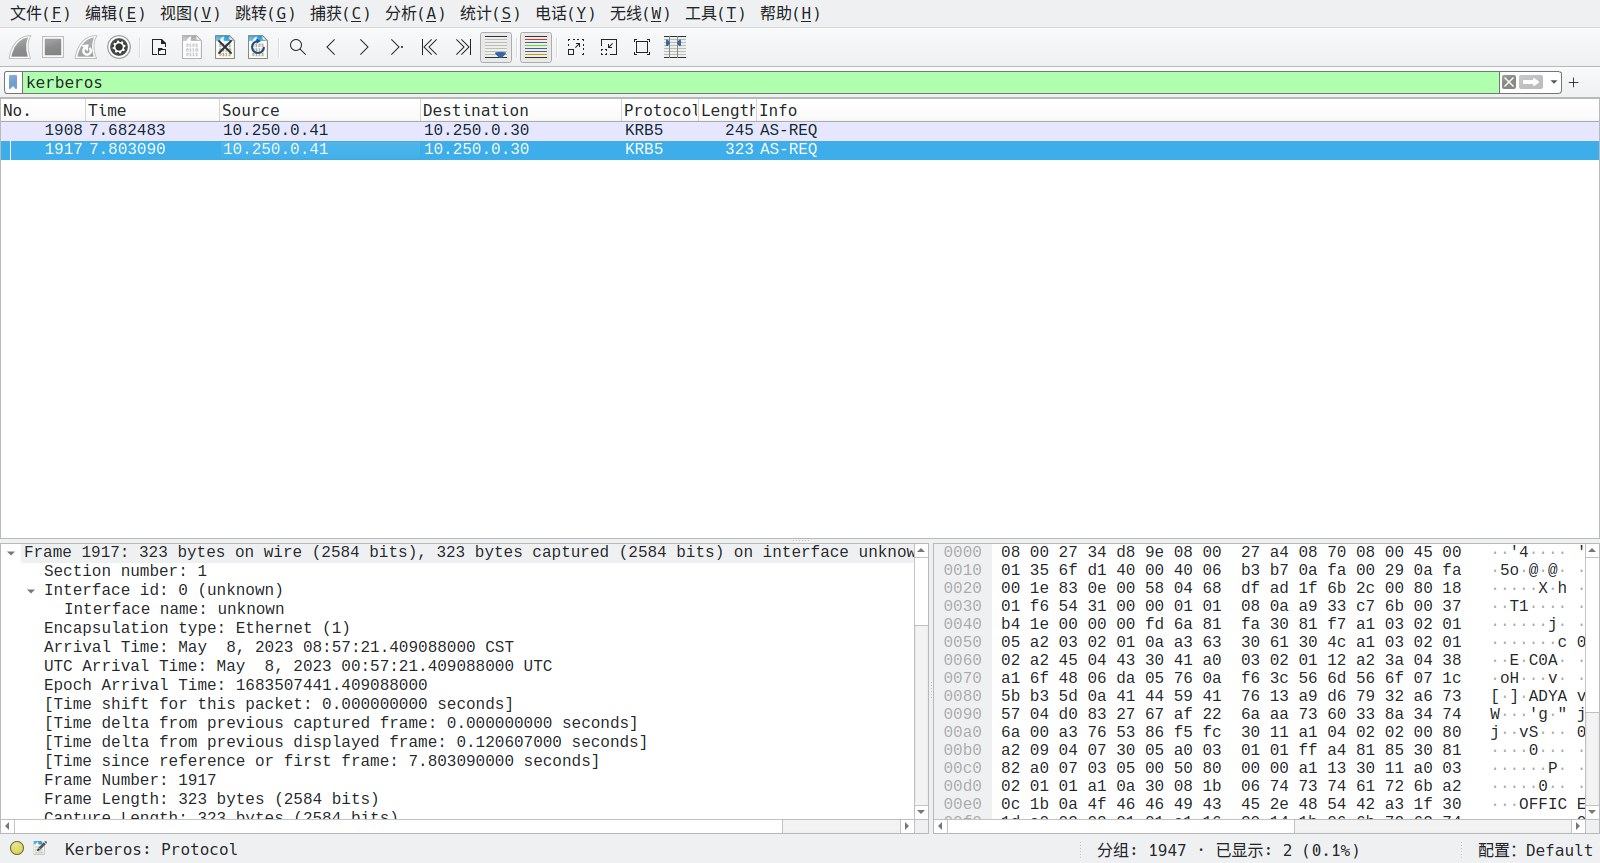 文件(F) 编辑(E) 视图(V) 跳转(G) 捕获(C) 分析(A) 统计(S) 电话(Y) 无线(W) 工具(T) 帮助(H)
kerberos
No. Time Source Destination Protocol Length Info
1908 7.682483 10.250.0.41 10.250.0.30 KRB5 245 AS-REQ
1917 7.803090 10.250.0.41 10.250.0.30 KRB5 323 AS-REQ
Frame 1917: 323 bytes on wire (2584 bits), 323 bytes captured (2584 bits) on interface unknow
Section number: 1
Interface id: 0 (unknown)
Interface name: unknown
Encapsulation type: Ethernet (1)
Arrival Time: May  8, 2023 08:57:21.409088000 CST
UTC Arrival Time: May  8, 2023 00:57:21.409088000 UTC
Epoch Arrival Time: 1683507441.409088000
[Time shift for this packet: 0.000000000 seconds]
[Time delta from previous captured frame: 0.000000000 seconds]
[Time delta from previous displayed frame: 0.120607000 seconds]
[Time since reference or first frame: 7.803090000 seconds]
Frame Number: 1917
Frame Length: 323 bytes (2584 bits)
Capture Length: 323 bytes (2584 bits)
0000 08 00 27 34 d8 9e 08 00 27 a4 08 70 08 00 45 00 ··'4···· '
0010 01 35 6f d1 40 00 40 06 b3 b7 0a fa 00 29 0a fa ·5o·@·@· ·
0020 00 1e 83 0e 00 58 04 68 df ad 1f 6b 2c 00 80 18 ·····X·h ·
0030 01 f6 54 31 00 00 01 01 08 0a a9 33 c7 6b 00 37 ··T1···· ·
0040 b4 1e 00 00 00 fd 6a 81 fa 30 81 f7 a1 03 02 01 ······j· ·
0050 05 a2 03 02 01 0a a3 63 30 61 30 4c a1 03 02 01 ·······c 0
0060 02 a2 45 04 43 30 41 a0 03 02 01 12 a2 3a 04 38 ··E·C0A· ·
0070 a1 6f 48 06 da 05 76 0a f6 3c 56 6d 56 6f 07 1c ·oH···v· ·
0080 5b b3 5d 0a 41 44 59 41 76 13 a9 d6 79 32 a6 73 [·]·ADYA v
0090 57 04 d0 83 27 67 af 22 6a aa 73 60 33 8a 34 74 W···'g·" j
00a0 6a 00 a3 76 53 86 f5 fc 30 11 a1 04 02 02 00 80 j··vS··· 0
00b0 a2 09 04 07 30 05 a0 03 01 01 ff a4 81 85 30 81 ····0··· ·
00c0 82 a0 07 03 05 00 50 80 00 00 a1 13 30 11 a0 03 ······P· ·
00d0 02 01 01 a1 0a 30 08 1b 06 74 73 74 61 72 6b a2 ·····0·· ·
00e0 0c 1b 0a 4f 46 46 49 43 45 2e 48 54 42 a3 1f 30 ···OFFIC E
Kerberos: Protocol
分组: 1947 · 已显示: 2 (0.1%)
配置: Default